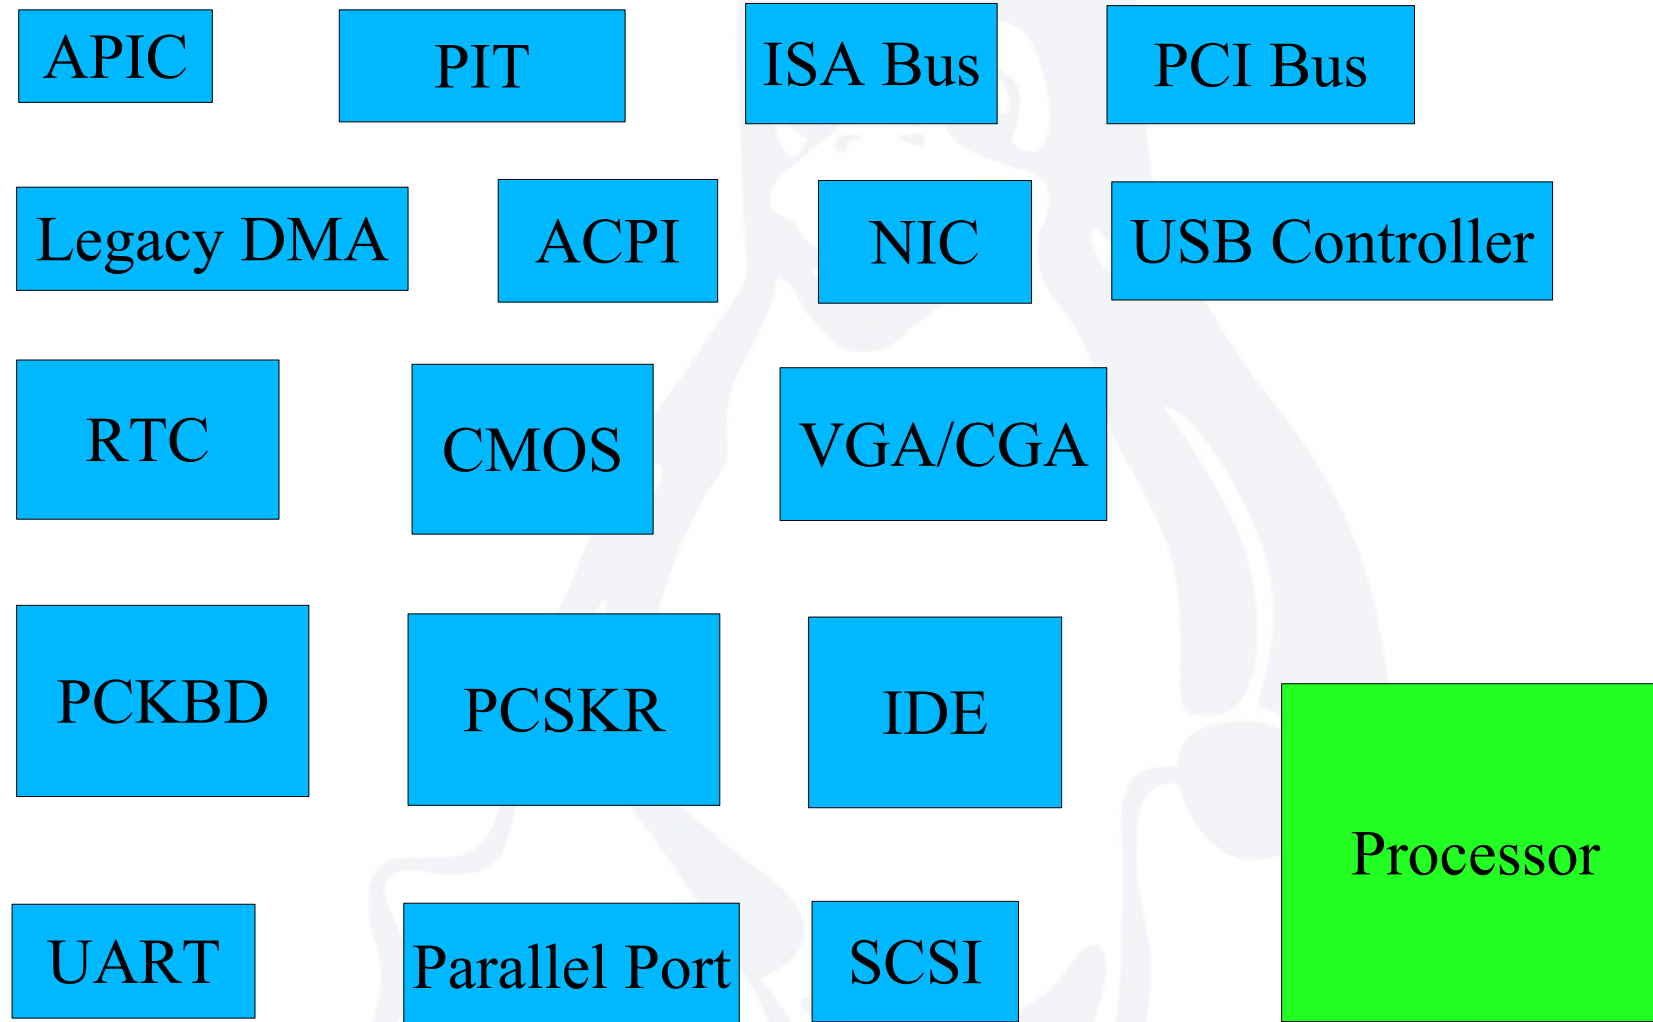 APIC
PIT
ISA Bus
PCI Bus
Legacy DMA
ACPI
NIC
USB Controller
RTC
CMOS
VGA/CGA
PCKBD
PCSKR
IDE
Processor
UART
Parallel Port
SCSI